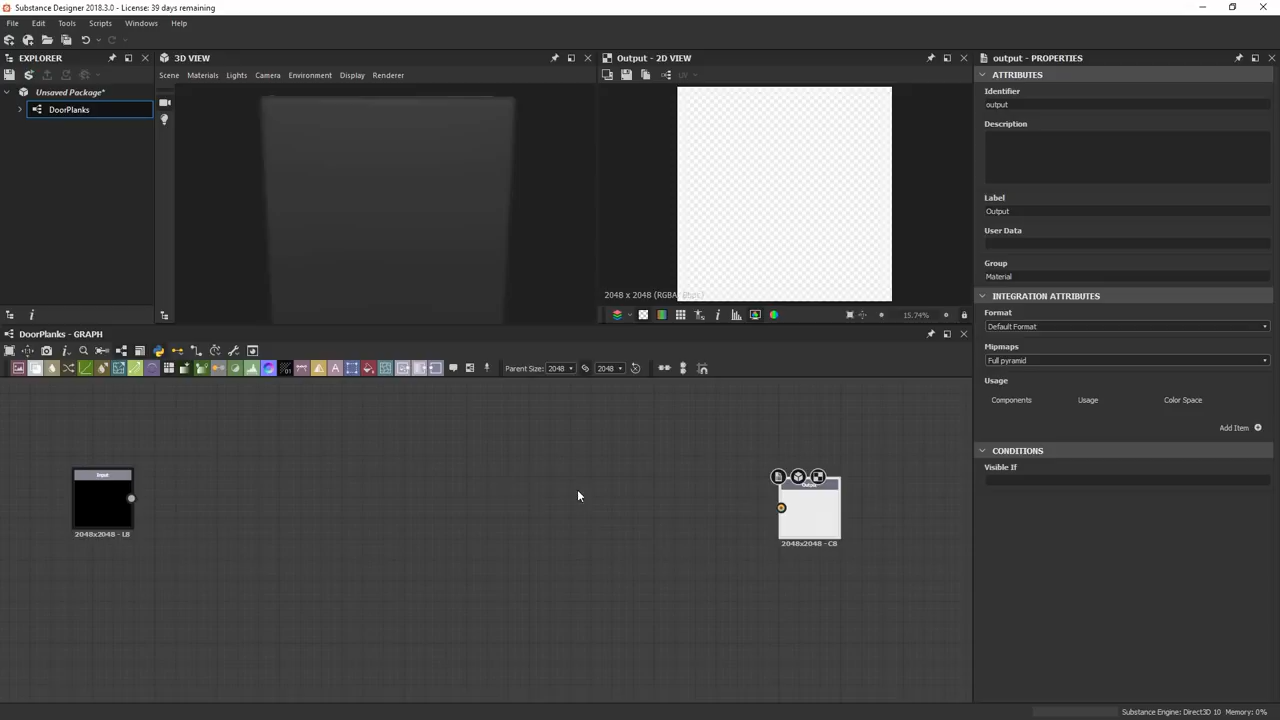 Substance Designer 2018.3.0 - License: 39 days remaining
File Edit Tools Scripts Windows Help
EXPLORER
Unsaved Package*
DoorPlanks
3D VIEW
Scene Materials Lights Camera Environment Display Renderer
Output - 2D VIEW
UV
2048 x 2048 (RGBA
15.74%
output - PROPERTIES
ATTRIBUTES
Identifier
output
Description
Label
Output
User Data
Group
Material
INTEGRATION ATTRIBUTES
Format
Default Format
Mipmaps
Full pyramid
Usage
Components Usage Color Space
Add Item
CONDITIONS
Visible If
DoorPlanks - GRAPH
Parent Size: 2048 2048
Input
2048x2048 - L8
Output
2048x2048 - C8
Substance Engine: Direct3D 10 Memory: 0%